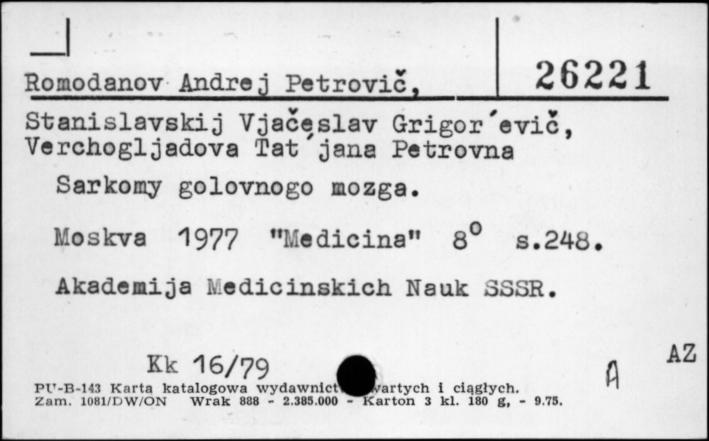 Romodanov Andrej Petrovič, 26221
Stanislavskij Vjačeslav Grigor´evič,
Verchogljadova Tat´jana Petrovna
Sarkomy golovnogo mozga.
Moskva 1977 "Medicina" 8° s.248.
Akademija Medicinskich Nauk SSSR.
Kk 16/79
A AZ
PU-B-143 Karta katalogowa wydawnict wartych i ciągłych.
Zam. 1081/DW/ON Wrak 888 - 2.385.000 - Karton 3 kl. 180 g, - 9.75.